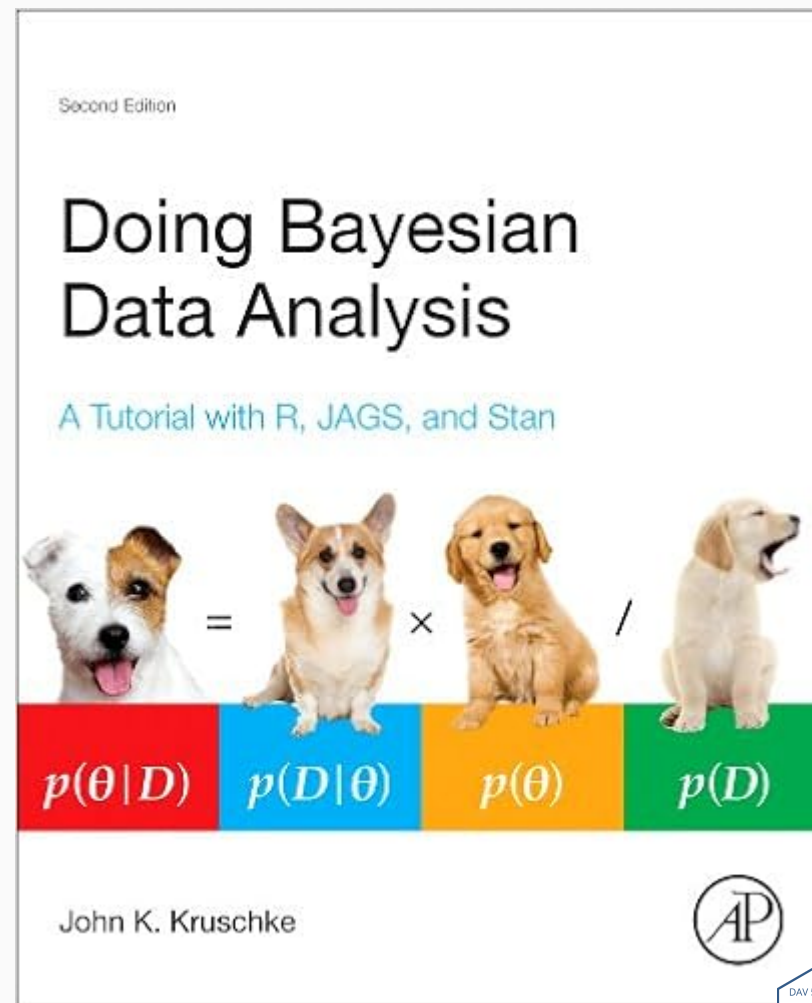 Second Edition
Doing Bayesian
Data Analysis
A Tutorial with R, JAGS, and Stan
= × /
p(θ|D) p(D|θ) p(θ) p(D)
John K. Kruschke
AP